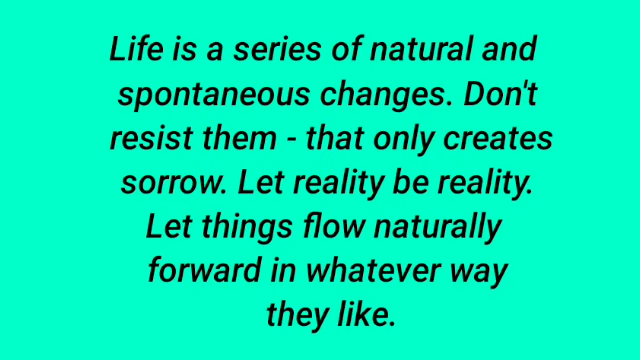 Life is a series of natural and
spontaneous changes. Don't
resist them - that only creates
sorrow. Let reality be reality.
Let things flow naturally
forward in whatever way
they like.